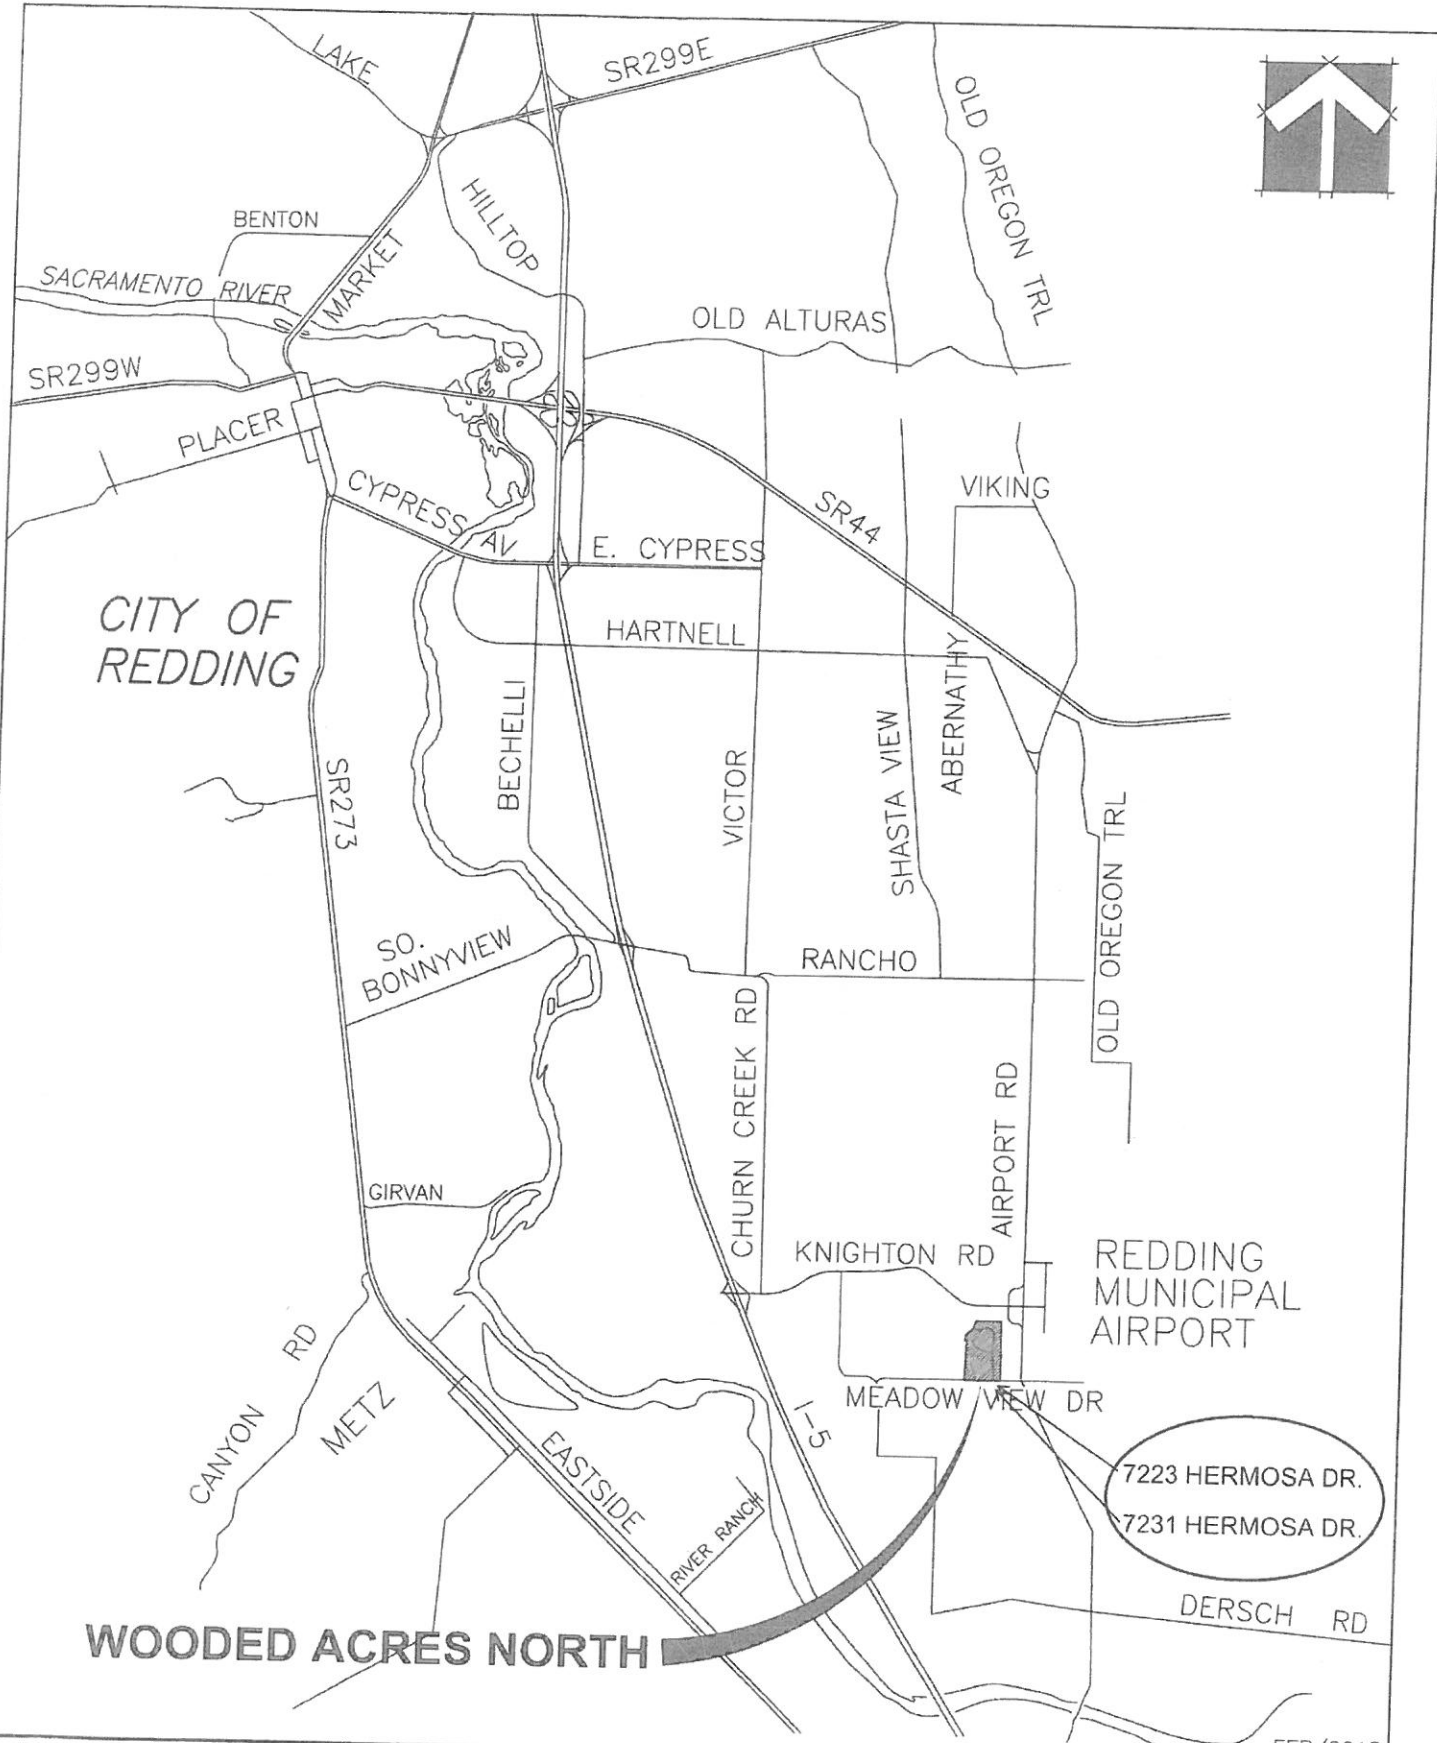 LAKE
SR299E
OLD OREGON TRL
HILLTOP
BENTON
MARKET
SACRAMENTO RIVER
OLD ALTURAS
SR299W
PLACER
CYPRESS AV
SR44
VIKING
E. CYPRESS
CITY OF
REDDING
HARTNELL
ABERNATHY
BECHELLI
SHASTA VIEW
VICTOR
SR273
OLD OREGON TRL
SO.
BONNYVIEW
RANCHO
CHURN CREEK RD
AIRPORT RD
GIRVAN
KNIGHTON RD
REDDING
MUNICIPAL
AIRPORT
CANYON RD
METZ
MEADOW VIEW DR
I-5
EASTSIDE
7223 HERMOSA DR.
7231 HERMOSA DR.
RIVER RANCH
DERSCH RD
WOODED ACRES NORTH